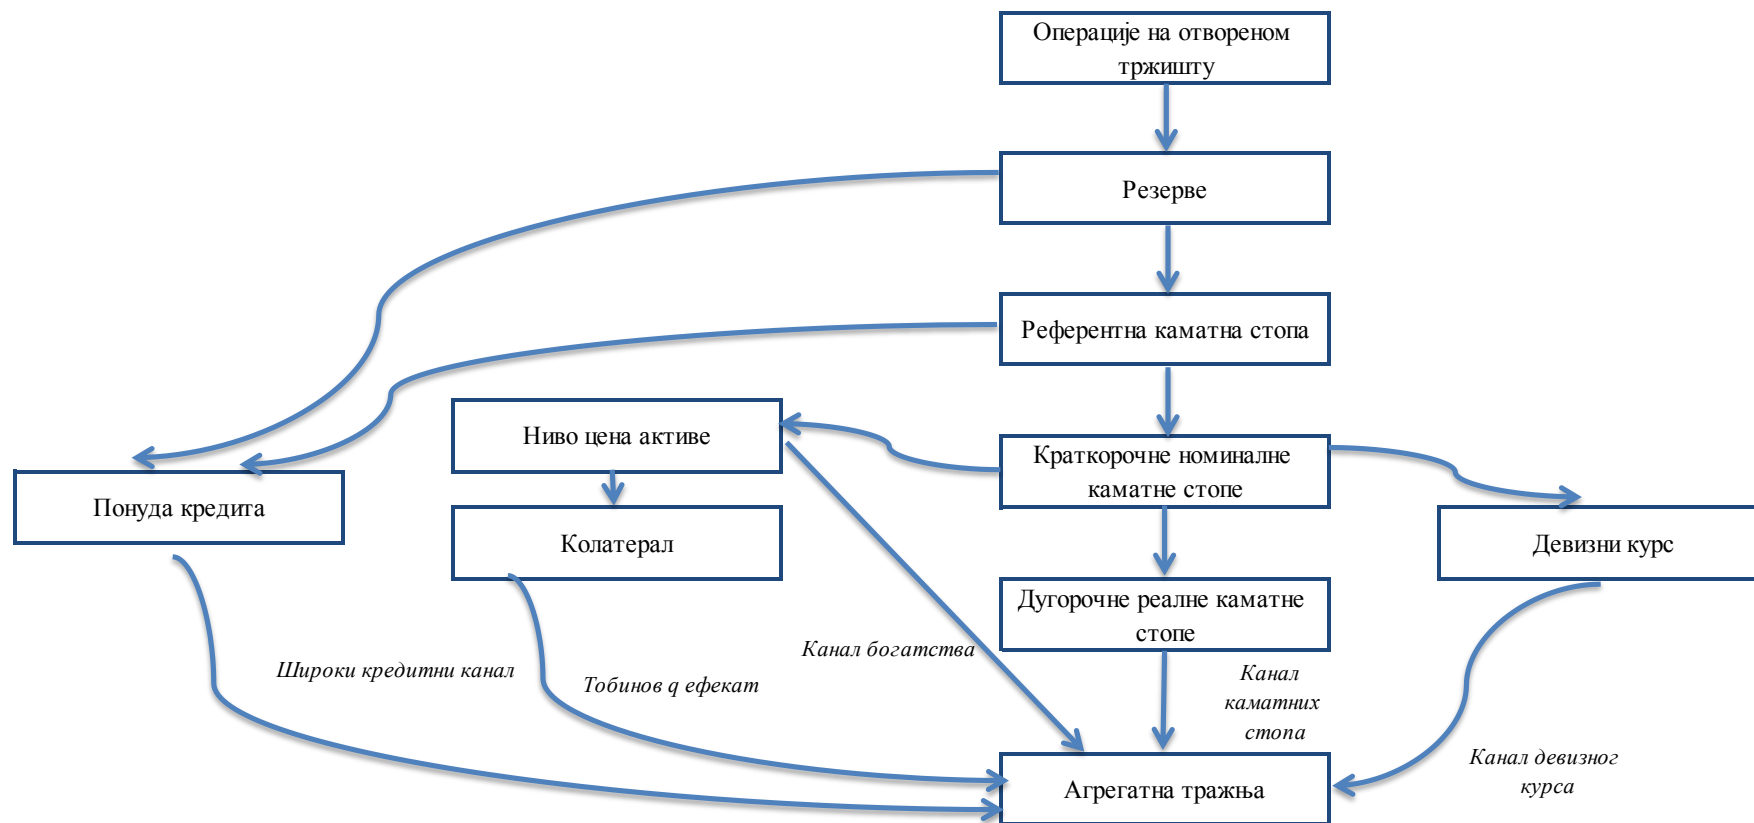 Операције на отвореном
тржишту
Резерве
Референтна каматна стопа
Ниво цена активе
Краткорочне номиналне
каматне стопе
Понуда кредита
Колатерал
Девизни курс
Дугорочне реалне каматне
стопе
Широки кредитни канал
Тобинов q ефекат
Канал богатства
Канал
каматних
стопа
Канал девизног
курса
Агрегатна тражња